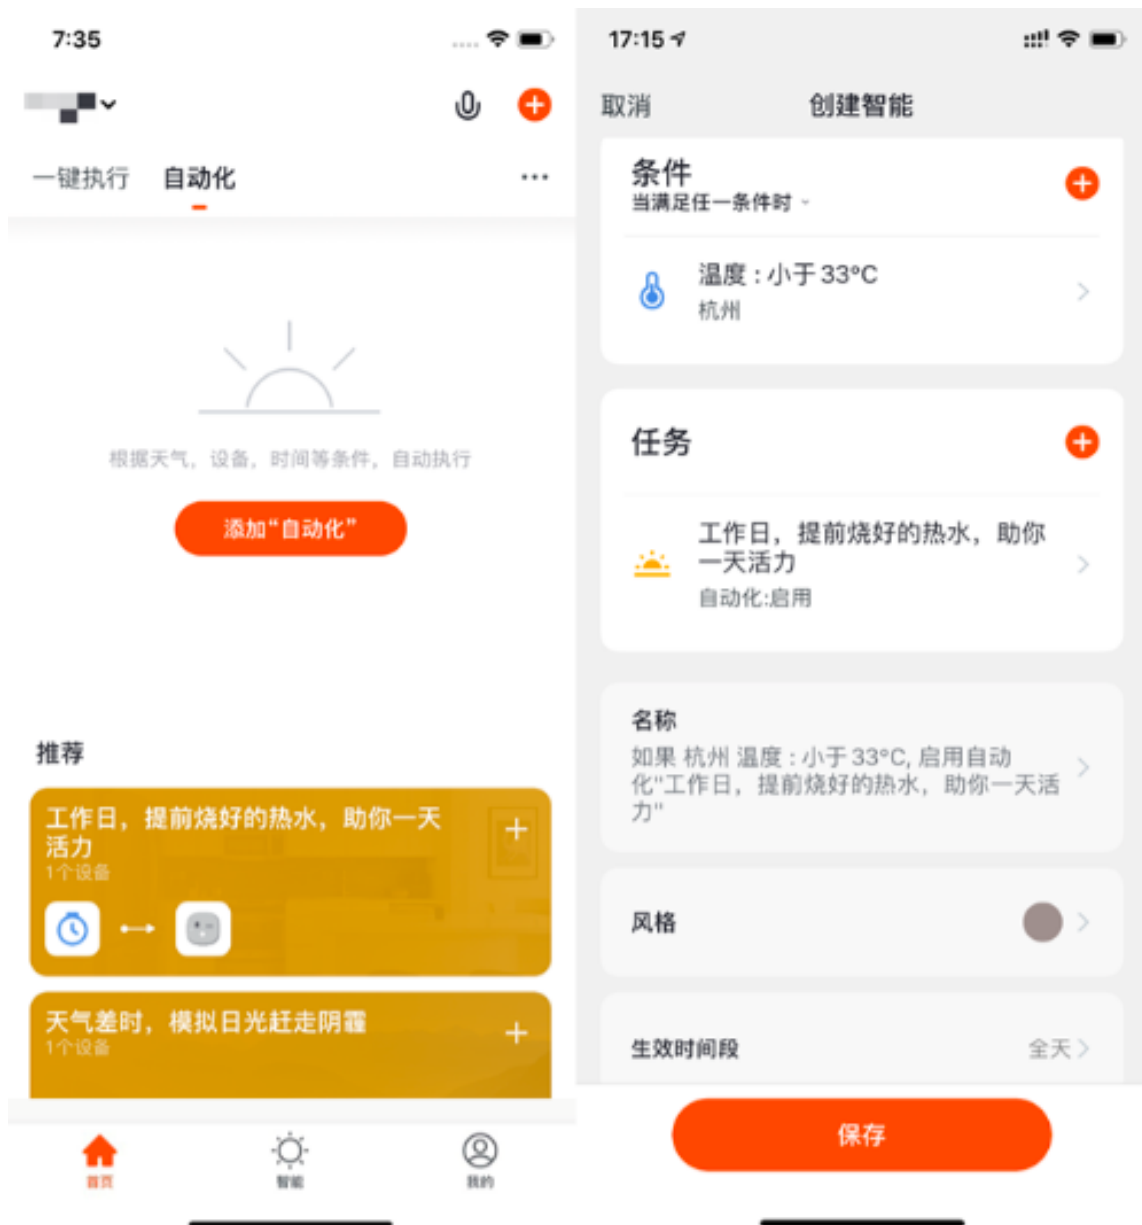 7:35
一键执行 自动化
根据天气，设备，时间等条件，自动执行
添加“自动化”
推荐
工作日，提前烧好的热水，助你一天
活力
1个设备
天气差时，模拟日光赶走阴霾
1个设备
首页 智能 我的
17:15
取消 创建智能
条件
当满足任一条件时
温度 : 小于 33°C
杭州
任务
工作日，提前烧好的热水，助你
一天活力
自动化:启用
名称
如果 杭州 温度 : 小于 33°C, 启用自动
化"工作日，提前烧好的热水，助你一天活
力"
风格
生效时间段 全天
保存